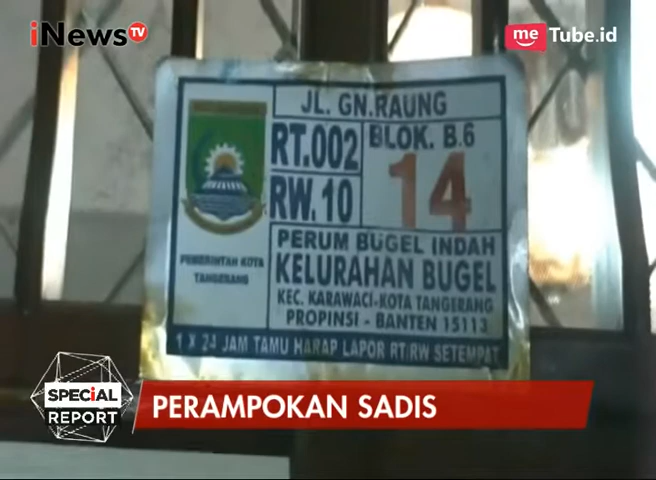 iNewsTV
me Tube.id
JL. GN.RAUNG
RT.002
BLOK. B.6
14
RW.10
PEMERINTAH KOTA
TANGERANG
PERUM BUGEL INDAH
KELURAHAN BUGEL
KEC. KARAWACI-KOTA TANGERANG
PROPINSI - BANTEN 15113
1 X 24 JAM TAMU HARAP LAPOR RT/RW SETEMPAT
SPECiAL
REPORT
PERAMPOKAN SADIS